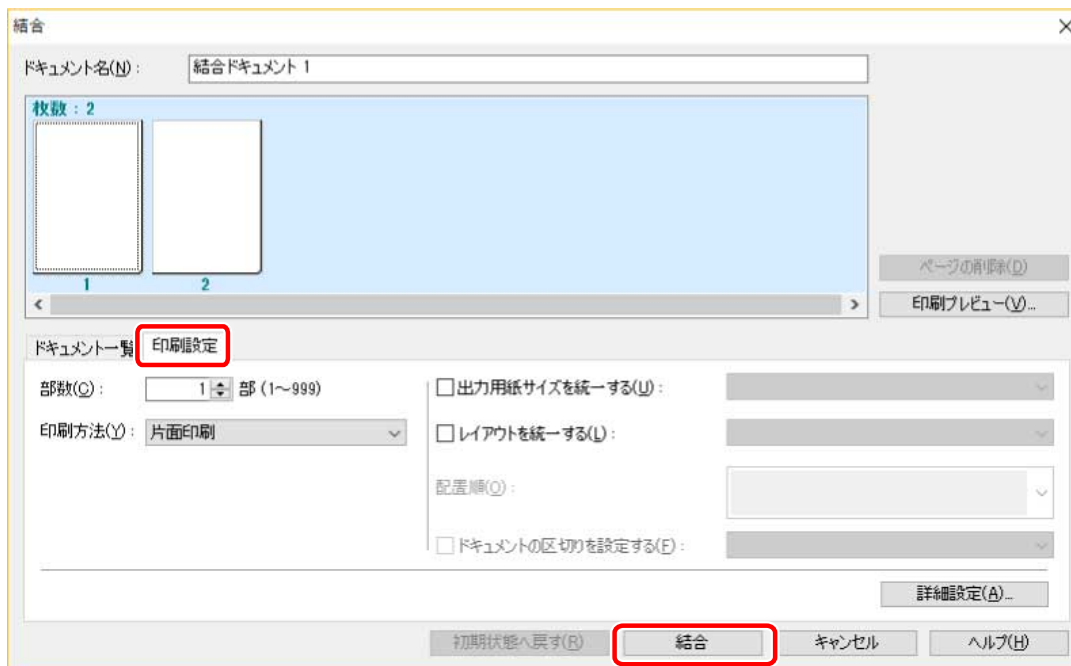 結合
ドキュメント名(N): 結合ドキュメント 1
枚数 : 2
1 2
ページの削除(D)
印刷プレビュー(V)...
ドキュメント一覧 印刷設定
部数(C): 1 部 (1～999)
印刷方法(Y): 片面印刷
出力用紙サイズを統一する(U):
レイアウトを統一する(L):
配置順(O):
ドキュメントの区切りを設定する(F):
詳細設定(A)...
初期状態へ戻す(R) 結合 キャンセル ヘルプ(H)